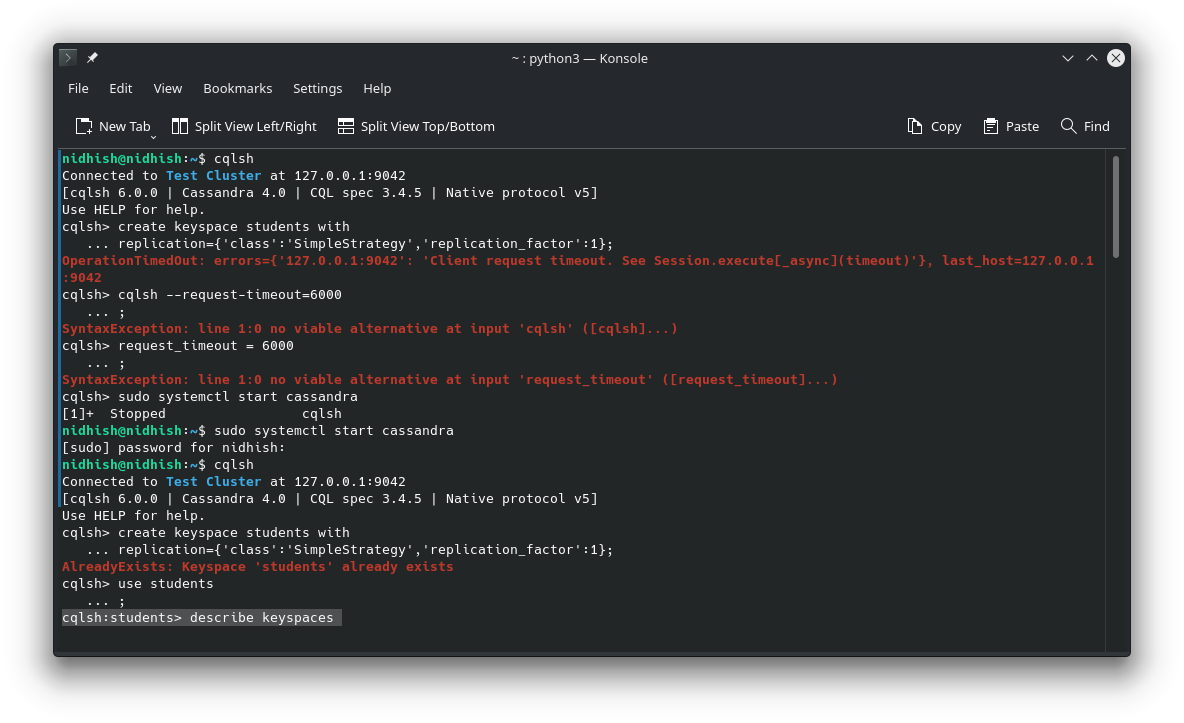 ~ : python3 — Konsole
File Edit View Bookmarks Settings Help
New Tab Split View Left/Right Split View Top/Bottom Copy Paste Find
nidhish@nidhish:~$ cqlsh
Connected to Test Cluster at 127.0.0.1:9042
[cqlsh 6.0.0 | Cassandra 4.0 | CQL spec 3.4.5 | Native protocol v5]
Use HELP for help.
cqlsh> create keyspace students with
   ... replication={'class':'SimpleStrategy','replication_factor':1};
OperationTimedOut: errors={'127.0.0.1:9042': 'Client request timeout. See Session.execute[_async](timeout)'}, last_host=127.0.0.1
:9042
cqlsh> cqlsh --request-timeout=6000
   ... ;
SyntaxException: line 1:0 no viable alternative at input 'cqlsh' ([cqlsh]...)
cqlsh> request_timeout = 6000
   ... ;
SyntaxException: line 1:0 no viable alternative at input 'request_timeout' ([request_timeout]...)
cqlsh> sudo systemctl start cassandra
[1]+  Stopped                 cqlsh
nidhish@nidhish:~$ sudo systemctl start cassandra
[sudo] password for nidhish:
nidhish@nidhish:~$ cqlsh
Connected to Test Cluster at 127.0.0.1:9042
[cqlsh 6.0.0 | Cassandra 4.0 | CQL spec 3.4.5 | Native protocol v5]
Use HELP for help.
cqlsh> create keyspace students with
   ... replication={'class':'SimpleStrategy','replication_factor':1};
AlreadyExists: Keyspace 'students' already exists
cqlsh> use students
   ... ;
cqlsh:students> describe keyspaces